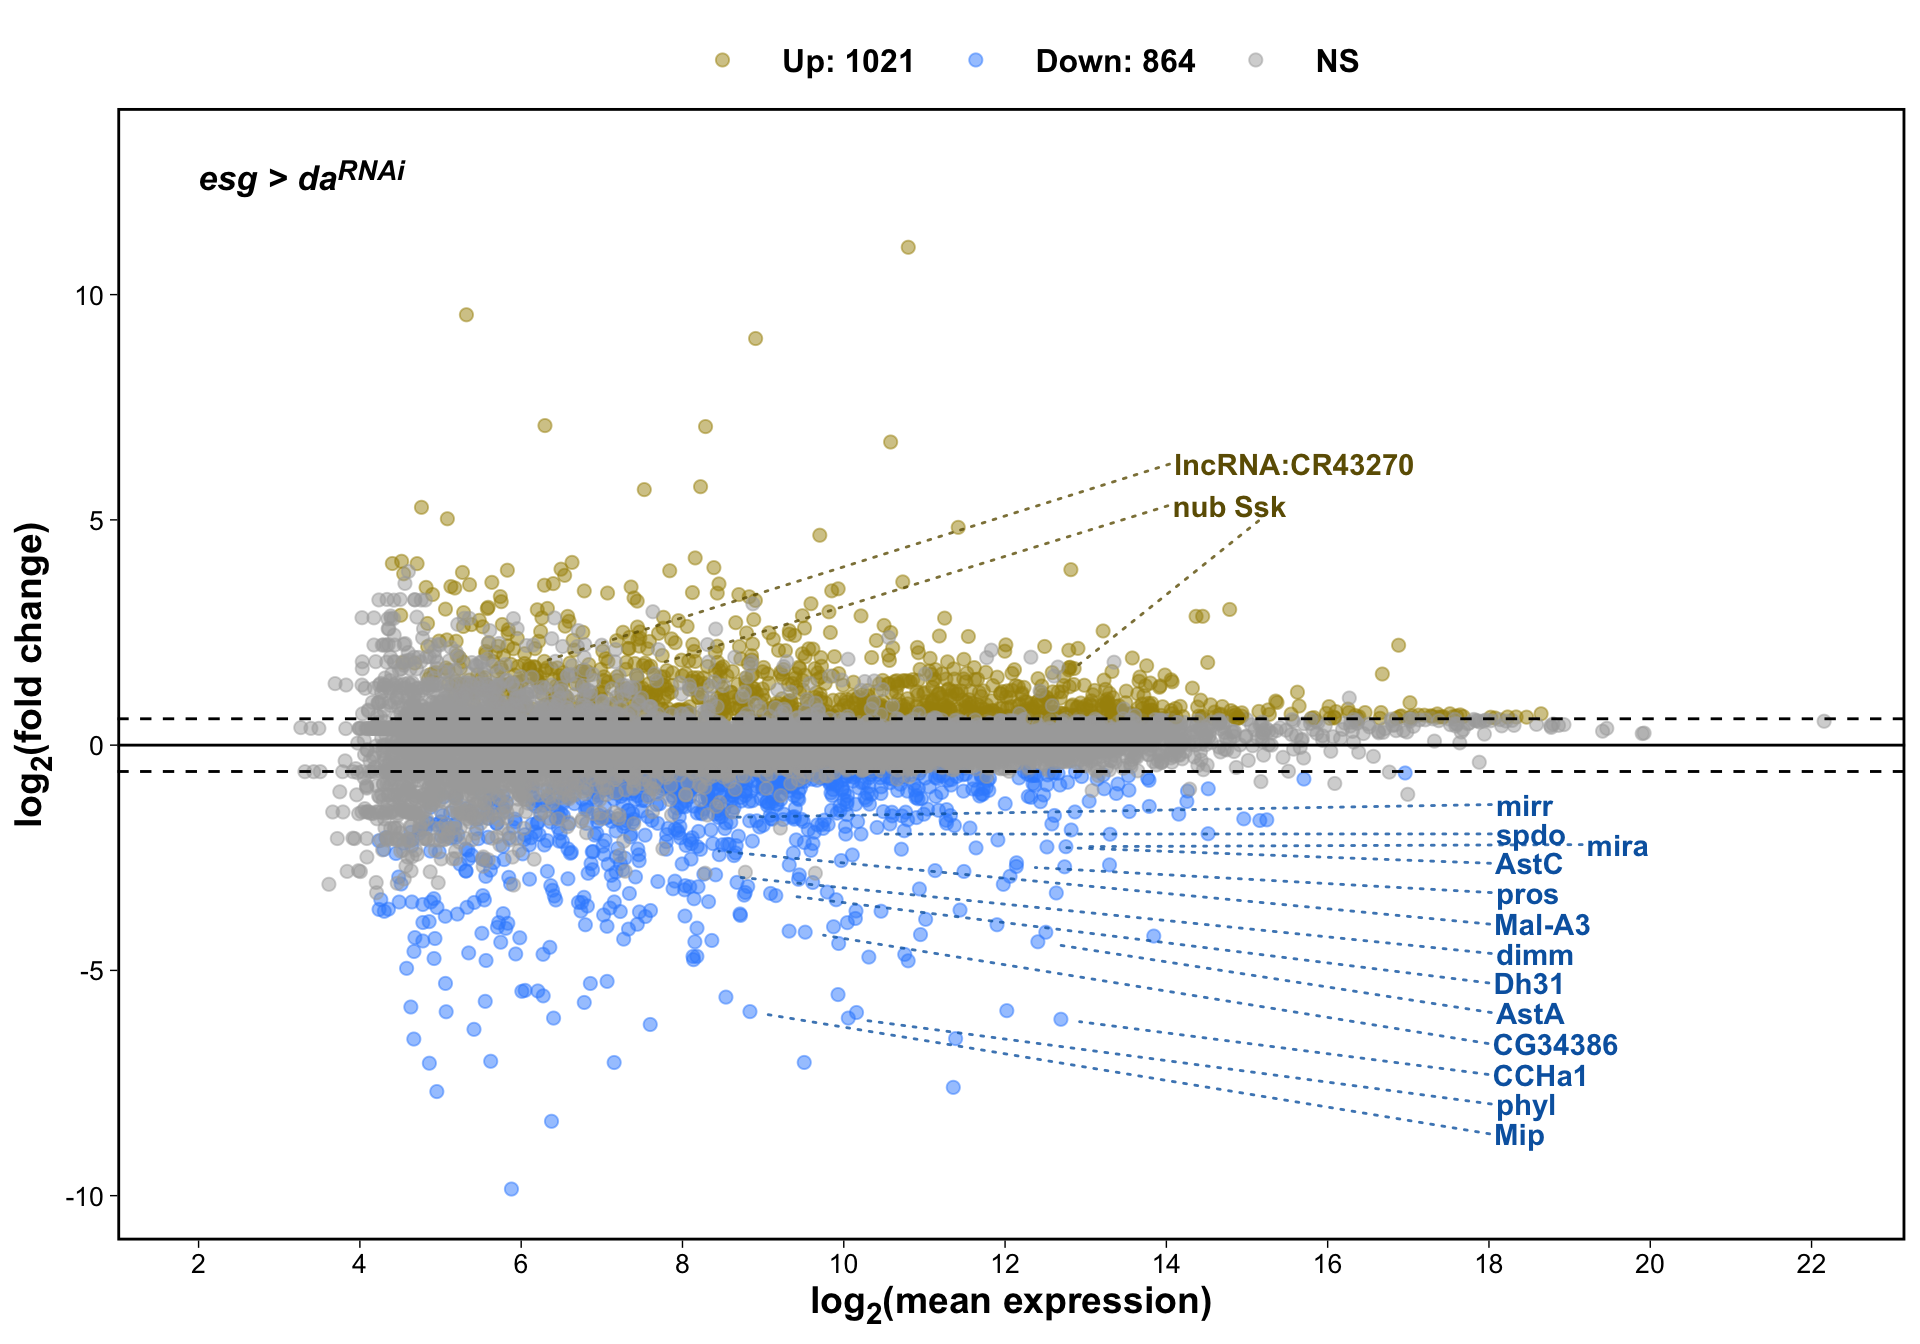 Up: 1021 Down: 864 NS
esg > da^RNAi
log2(fold change)
10
5
0
-5
-10
lncRNA:CR43270
nub Ssk
mirr
spdo
mira
AstC
pros
Mal-A3
dimm
Dh31
AstA
CG34386
CCHa1
phyl
Mip
2 4 6 8 10 12 14 16 18 20 22
log2(mean expression)